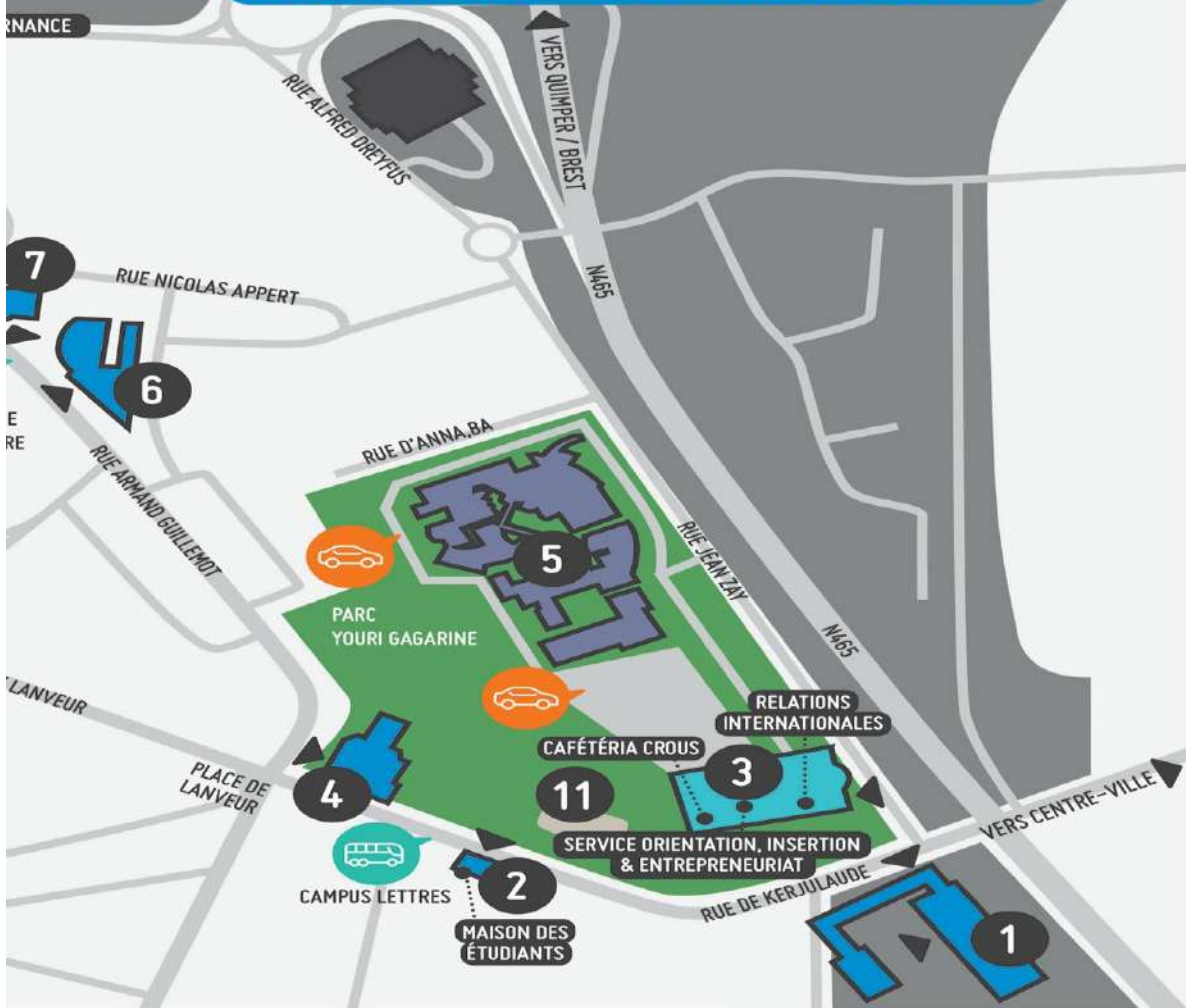 RNANCE
VERS QUIMPER / BREST
RUE ALFRED DREYFUS
7
RUE NICOLAS APPERT
N465
6
E
RE
RUE D'ANNA,BA
RUE ARMAND GUILLEMOT
5
RUE JEAN ZAY
PARC
YOURI GAGARINE
N465
LANVEUR
RELATIONS
INTERNATIONALES
CAFÉTÉRIA CROUS
3
PLACE DE
LANVEUR
4
11
VERS CENTRE-VILLE
SERVICE ORIENTATION, INSERTION
& ENTREPRENEURIAT
CAMPUS LETTRES
2
RUE DE KERJULAUDE
MAISON DES
ÉTUDIANTS
1